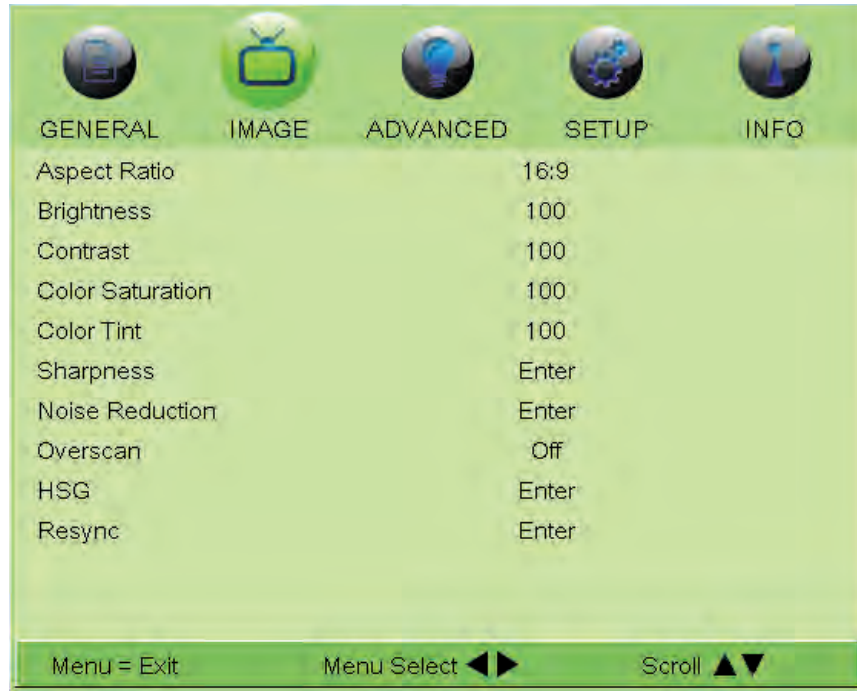 GENERAL IMAGE ADVANCED SETUP INFO
Aspect Ratio 16:9
Brightness 100
Contrast 100
Color Saturation 100
Color Tint 100
Sharpness Enter
Noise Reduction Enter
Overscan Off
HSG Enter
Resync Enter
Menu = Exit Menu Select ◀▶ Scroll ▲▼